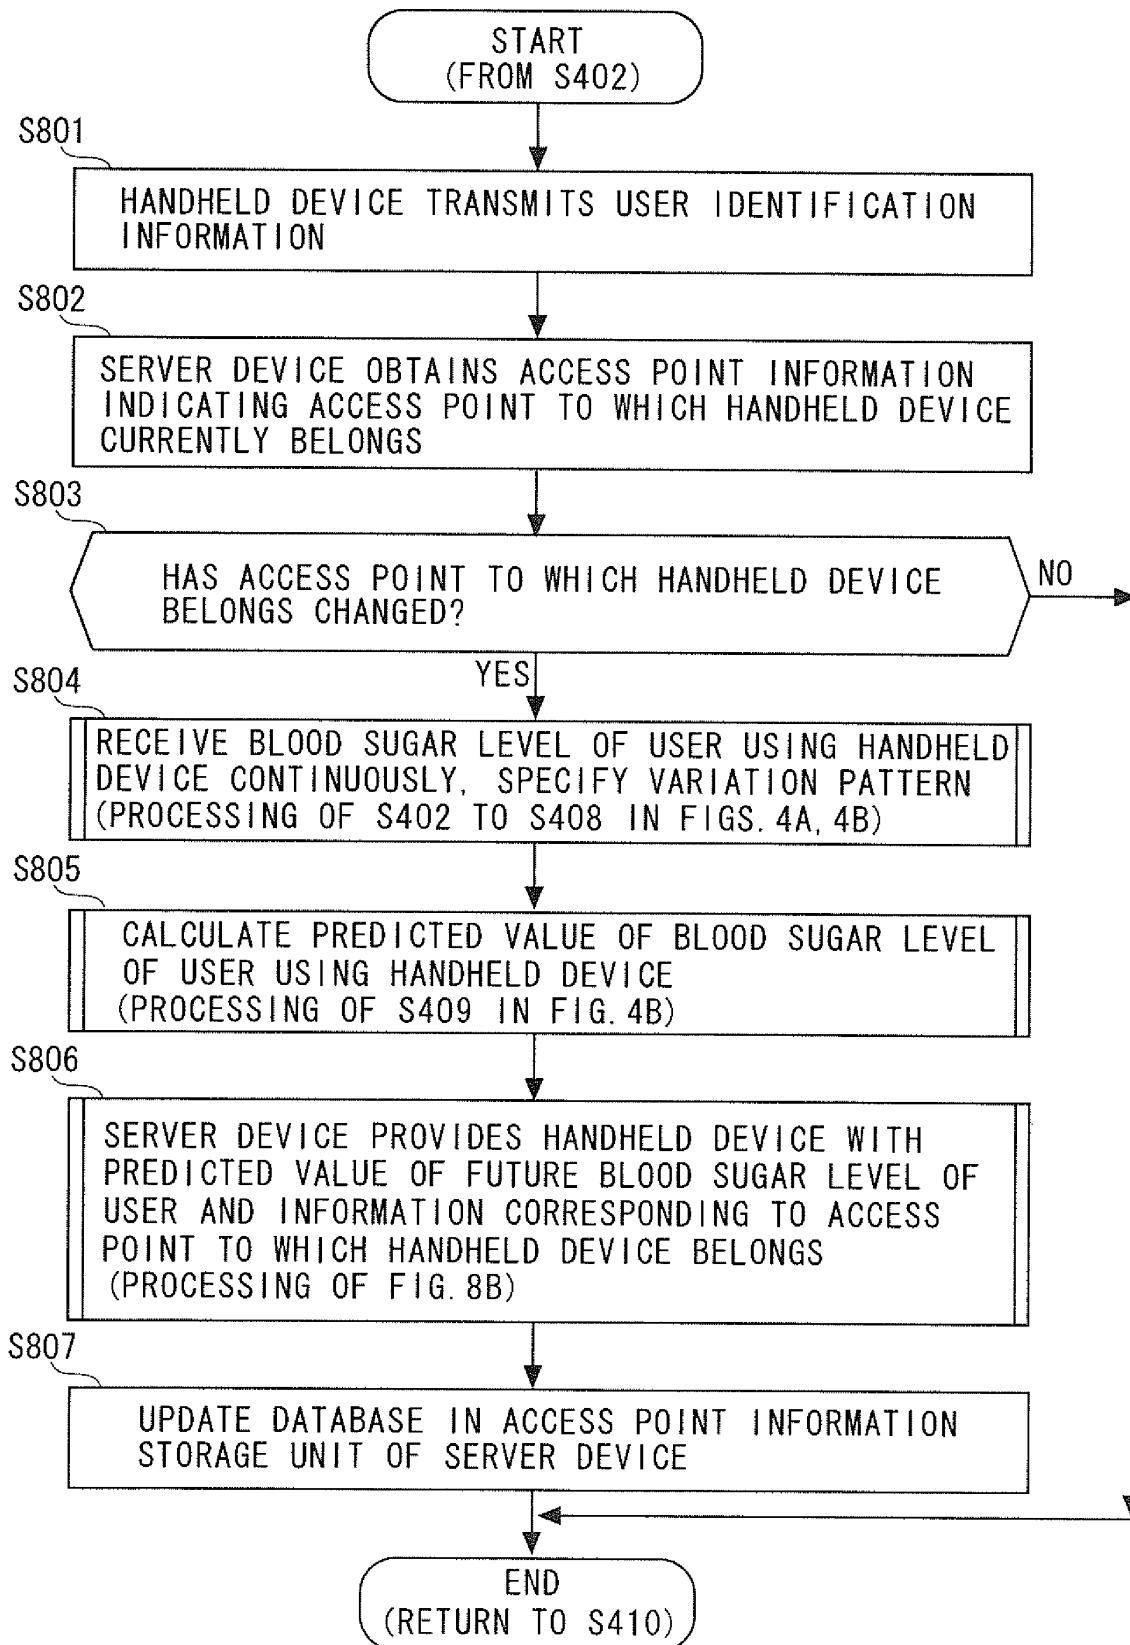 START
(FROM S402)
S801
HANDHELD DEVICE TRANSMITS USER IDENTIFICATION
INFORMATION
S802
SERVER DEVICE OBTAINS ACCESS POINT INFORMATION
INDICATING ACCESS POINT TO WHICH HANDHELD DEVICE
CURRENTLY BELONGS
S803
HAS ACCESS POINT TO WHICH HANDHELD DEVICE
BELONGS CHANGED?
NO
YES
S804
RECEIVE BLOOD SUGAR LEVEL OF USER USING HANDHELD
DEVICE CONTINUOUSLY, SPECIFY VARIATION PATTERN
(PROCESSING OF S402 TO S408 IN FIGS. 4A, 4B)
S805
CALCULATE PREDICTED VALUE OF BLOOD SUGAR LEVEL
OF USER USING HANDHELD DEVICE
(PROCESSING OF S409 IN FIG. 4B)
S806
SERVER DEVICE PROVIDES HANDHELD DEVICE WITH
PREDICTED VALUE OF FUTURE BLOOD SUGAR LEVEL OF
USER AND INFORMATION CORRESPONDING TO ACCESS
POINT TO WHICH HANDHELD DEVICE BELONGS
(PROCESSING OF FIG. 8B)
S807
UPDATE DATABASE IN ACCESS POINT INFORMATION
STORAGE UNIT OF SERVER DEVICE
END
(RETURN TO S410)